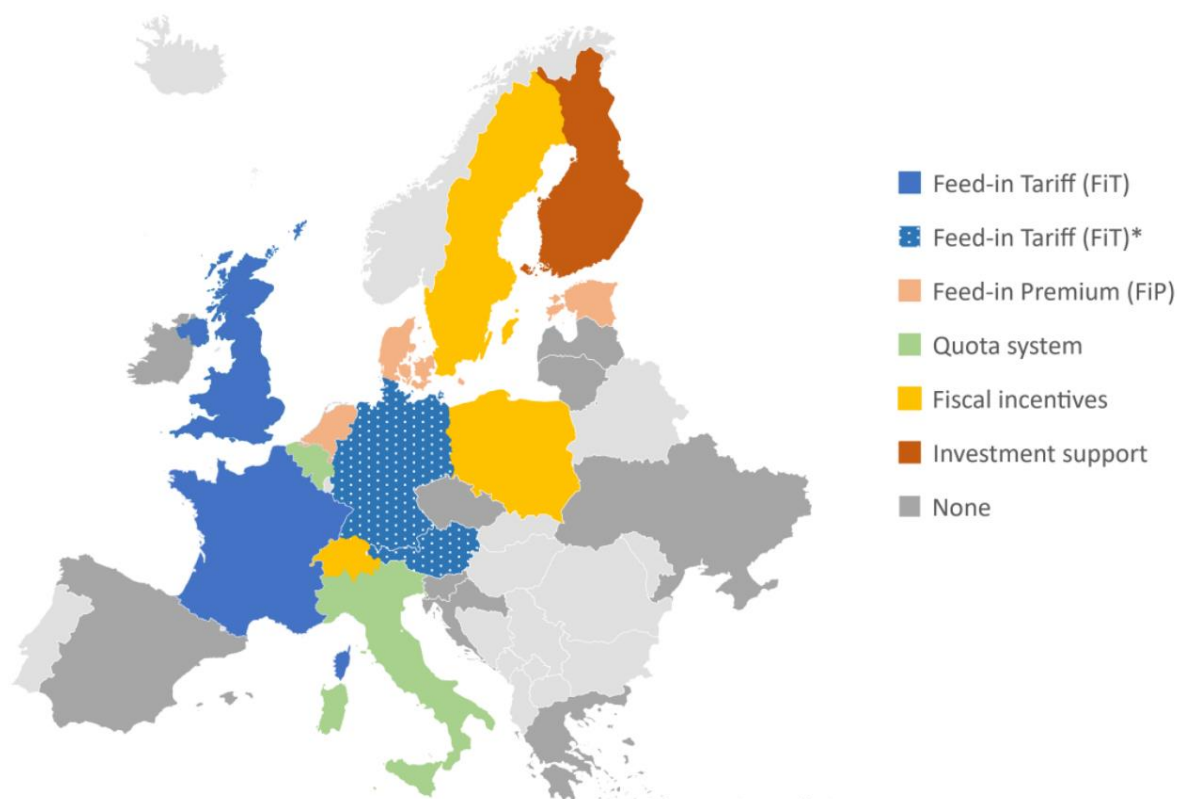 Feed-in Tariff (FiT)
Feed-in Tariff (FiT)*
Feed-in Premium (FiP)
Quota system
Fiscal incentives
Investment support
None